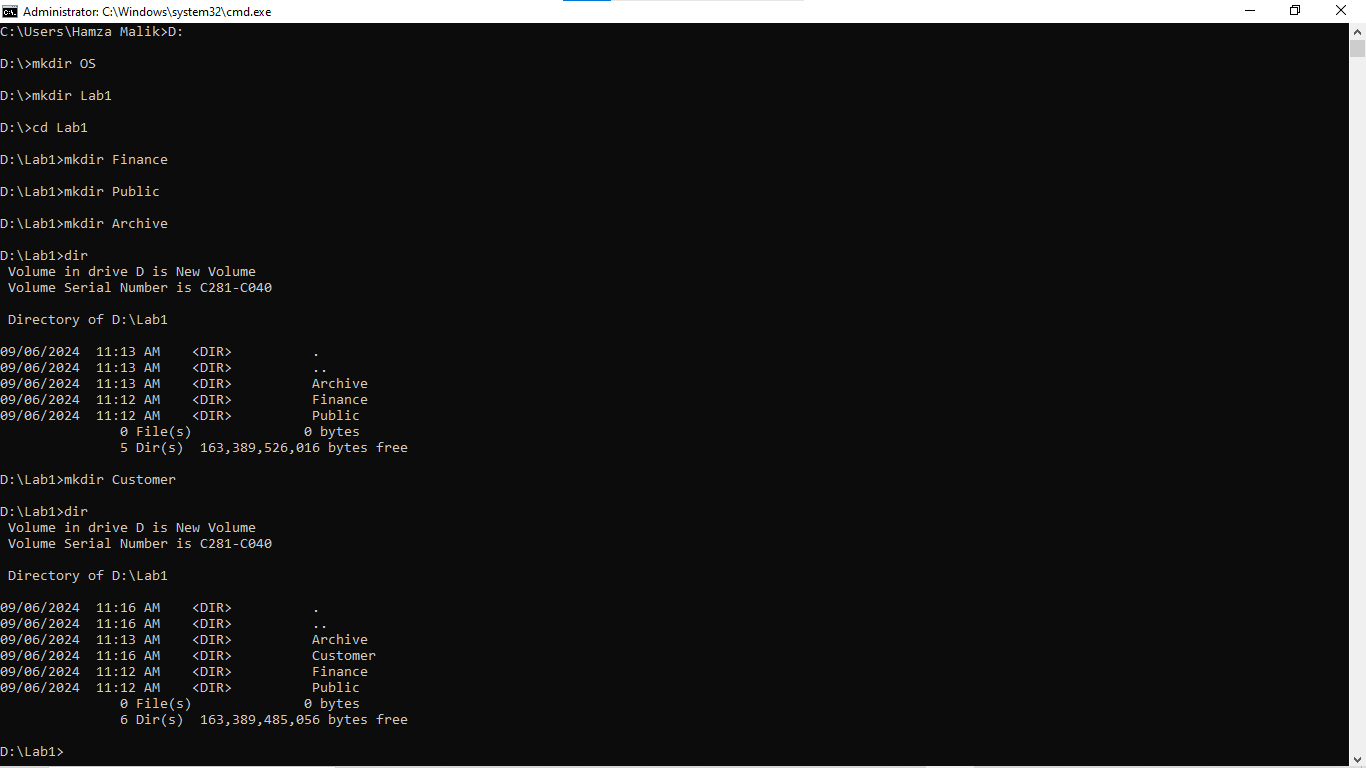 Administrator: C:\Windows\system32\cmd.exe
C:\Users\Hamza Malik>D:
D:\>mkdir OS
D:\>mkdir Lab1
D:\>cd Lab1
D:\Lab1>mkdir Finance
D:\Lab1>mkdir Public
D:\Lab1>mkdir Archive
D:\Lab1>dir
 Volume in drive D is New Volume
 Volume Serial Number is C281-C040
 Directory of D:\Lab1
09/06/2024  11:13 AM    <DIR>          .
09/06/2024  11:13 AM    <DIR>          ..
09/06/2024  11:13 AM    <DIR>          Archive
09/06/2024  11:12 AM    <DIR>          Finance
09/06/2024  11:12 AM    <DIR>          Public
               0 File(s)              0 bytes
               5 Dir(s)  163,389,526,016 bytes free
D:\Lab1>mkdir Customer
D:\Lab1>dir
 Volume in drive D is New Volume
 Volume Serial Number is C281-C040
 Directory of D:\Lab1
09/06/2024  11:16 AM    <DIR>          .
09/06/2024  11:16 AM    <DIR>          ..
09/06/2024  11:13 AM    <DIR>          Archive
09/06/2024  11:16 AM    <DIR>          Customer
09/06/2024  11:12 AM    <DIR>          Finance
09/06/2024  11:12 AM    <DIR>          Public
               0 File(s)              0 bytes
               6 Dir(s)  163,389,485,056 bytes free
D:\Lab1>